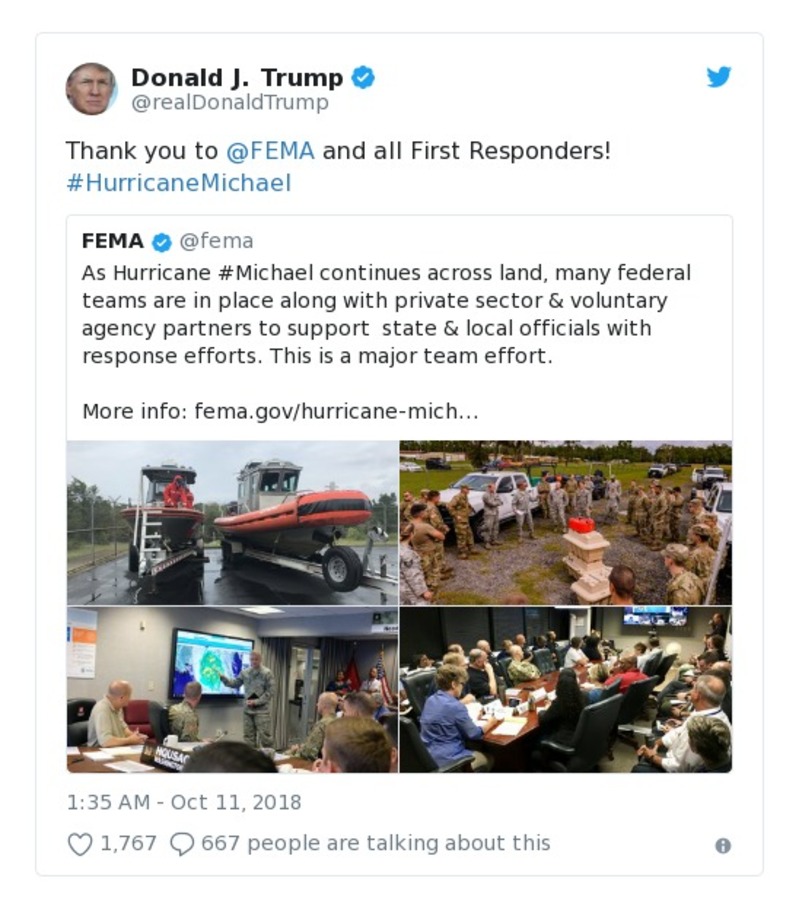 Donald J. Trump
@realDonaldTrump
Thank you to @FEMA and all First Responders!
#HurricaneMichael
FEMA @fema
As Hurricane #Michael continues across land, many federal
teams are in place along with private sector & voluntary
agency partners to support  state & local officials with
response efforts. This is a major team effort.
More info: fema.gov/hurricane-mich...
HQUSAC
WASHINGTON
1:35 AM - Oct 11, 2018
1,767 667 people are talking about this